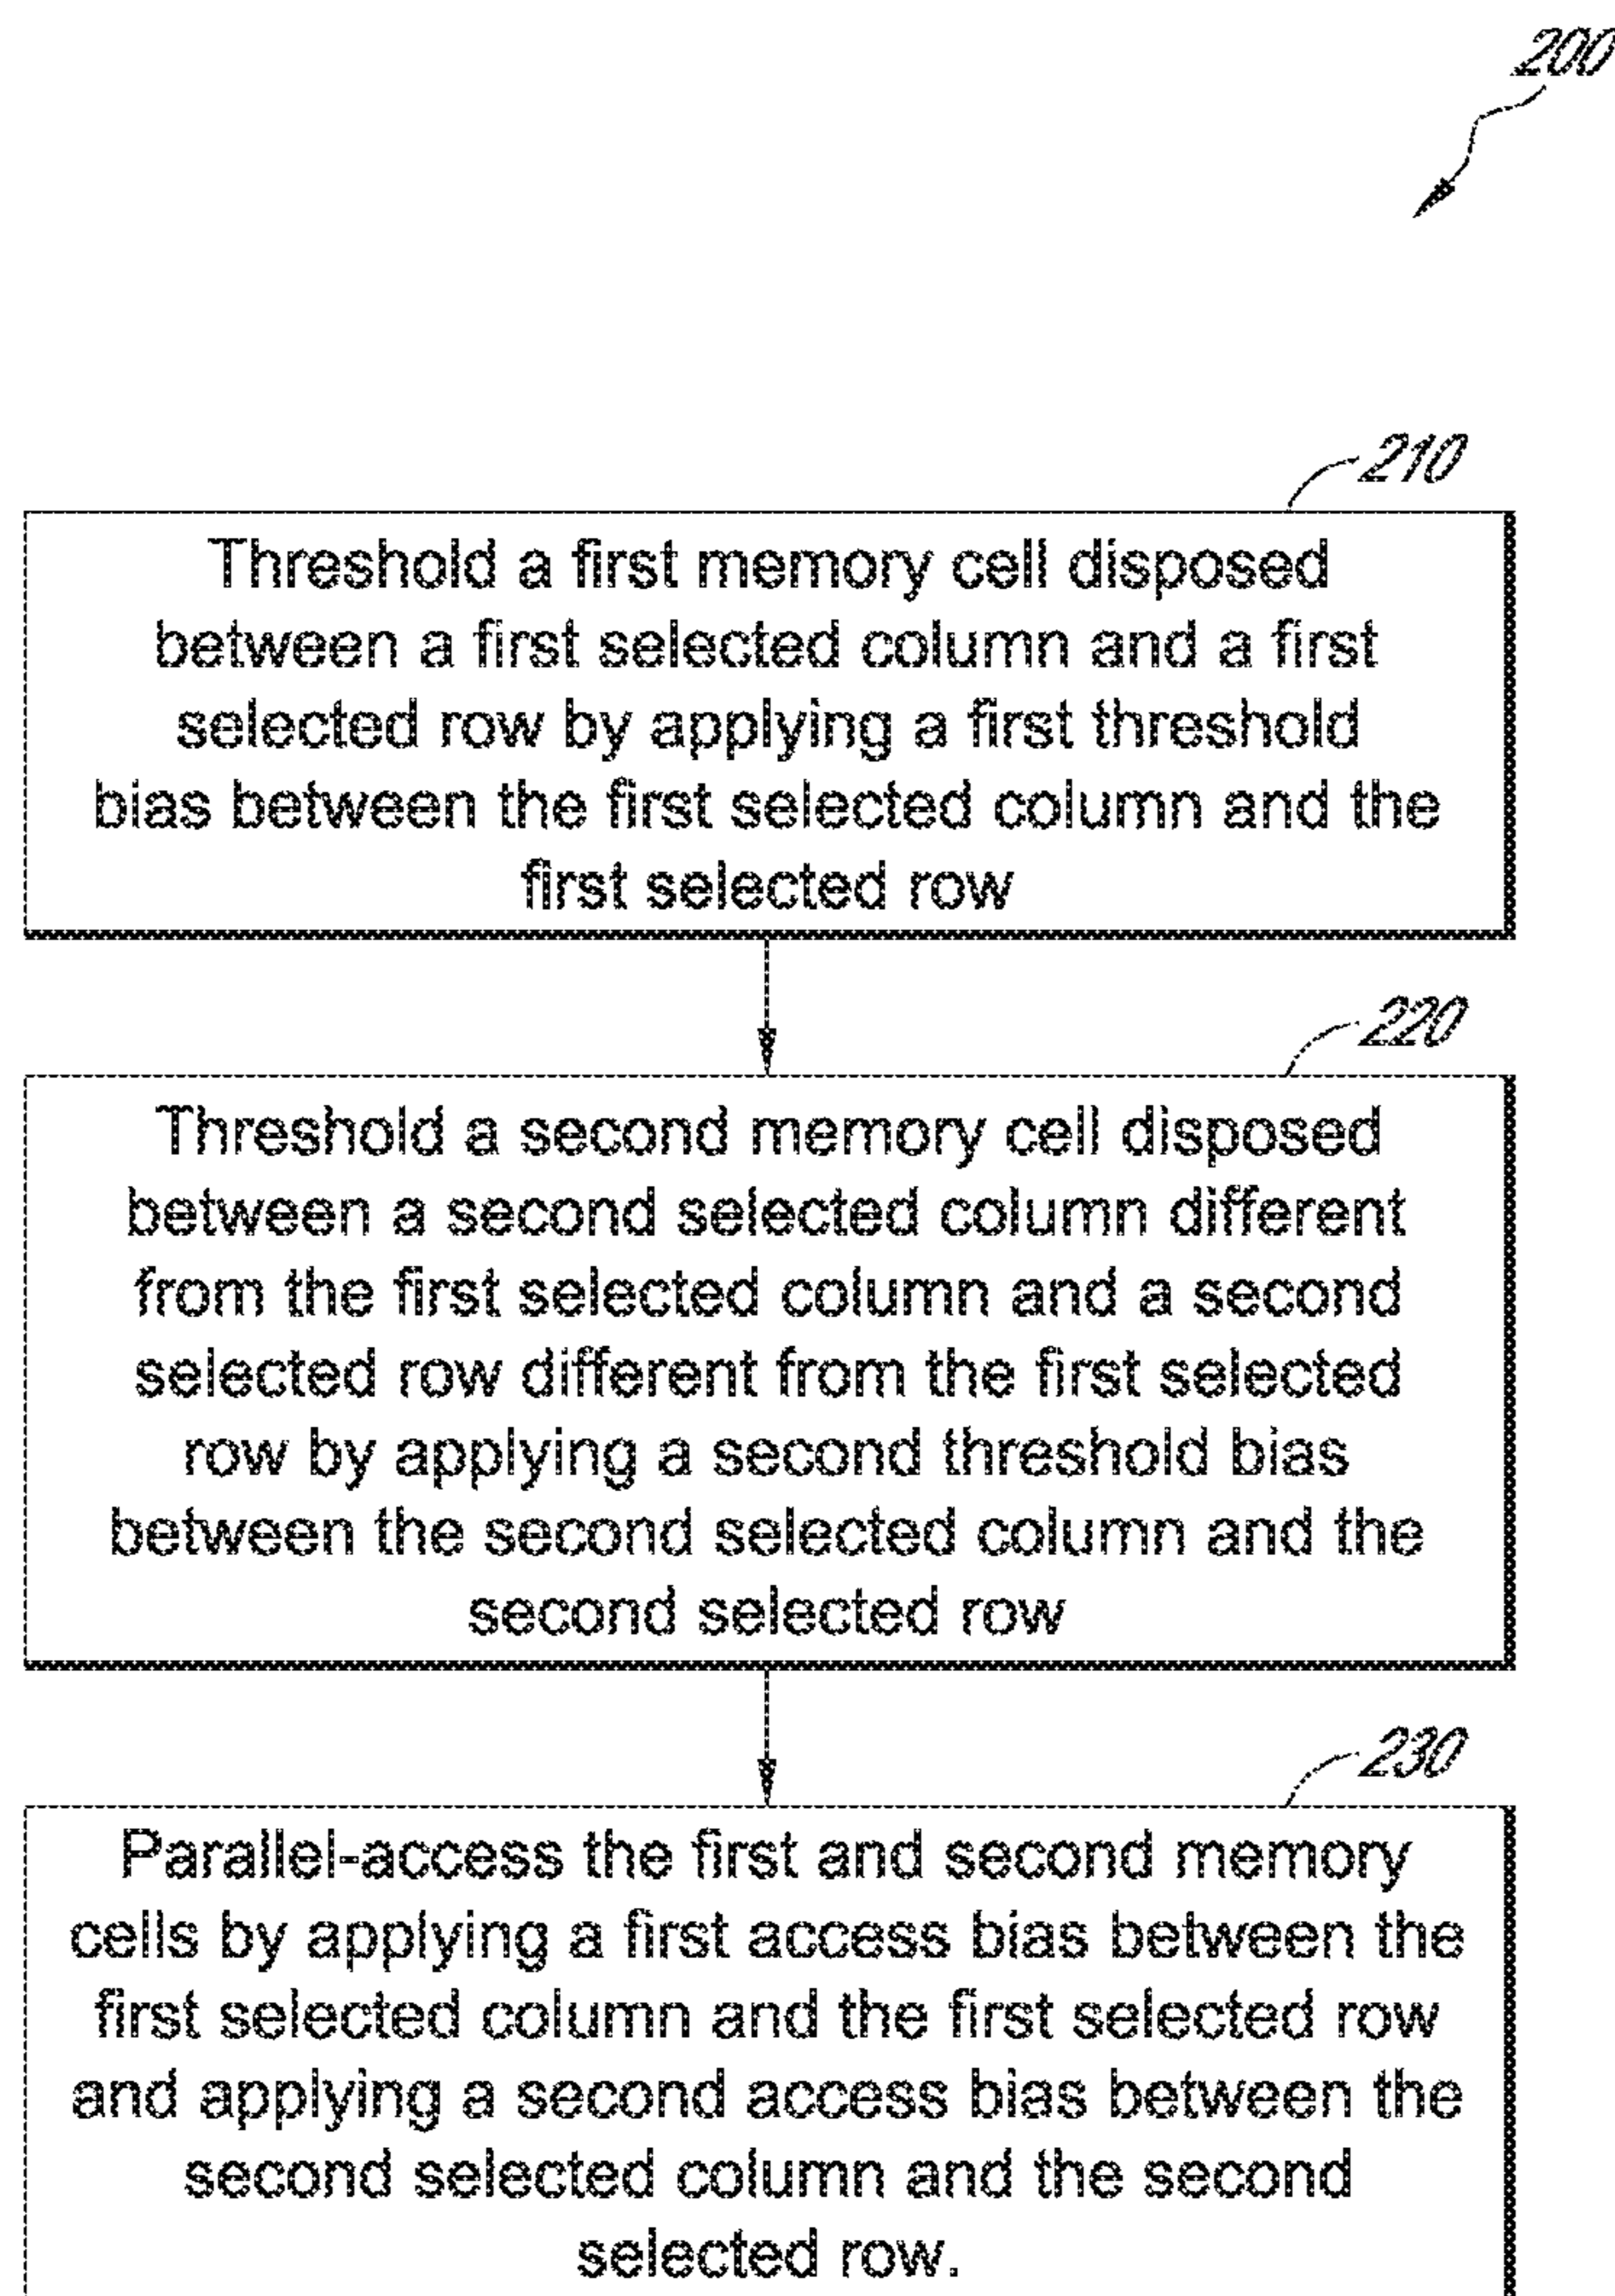 200
210
Threshold a first memory cell disposed
between a first selected column and a first
selected row by applying a first threshold
bias between the first selected column and the
first selected row
220
Threshold a second memory cell disposed
between a second selected column different
from the first selected column and a second
selected row different from the first selected
row by applying a second threshold bias
between the second selected column and the
second selected row
230
Parallel-access the first and second memory
cells by applying a first access bias between the
first selected column and the first selected row
and applying a second access bias between the
second selected column and the second
selected row.